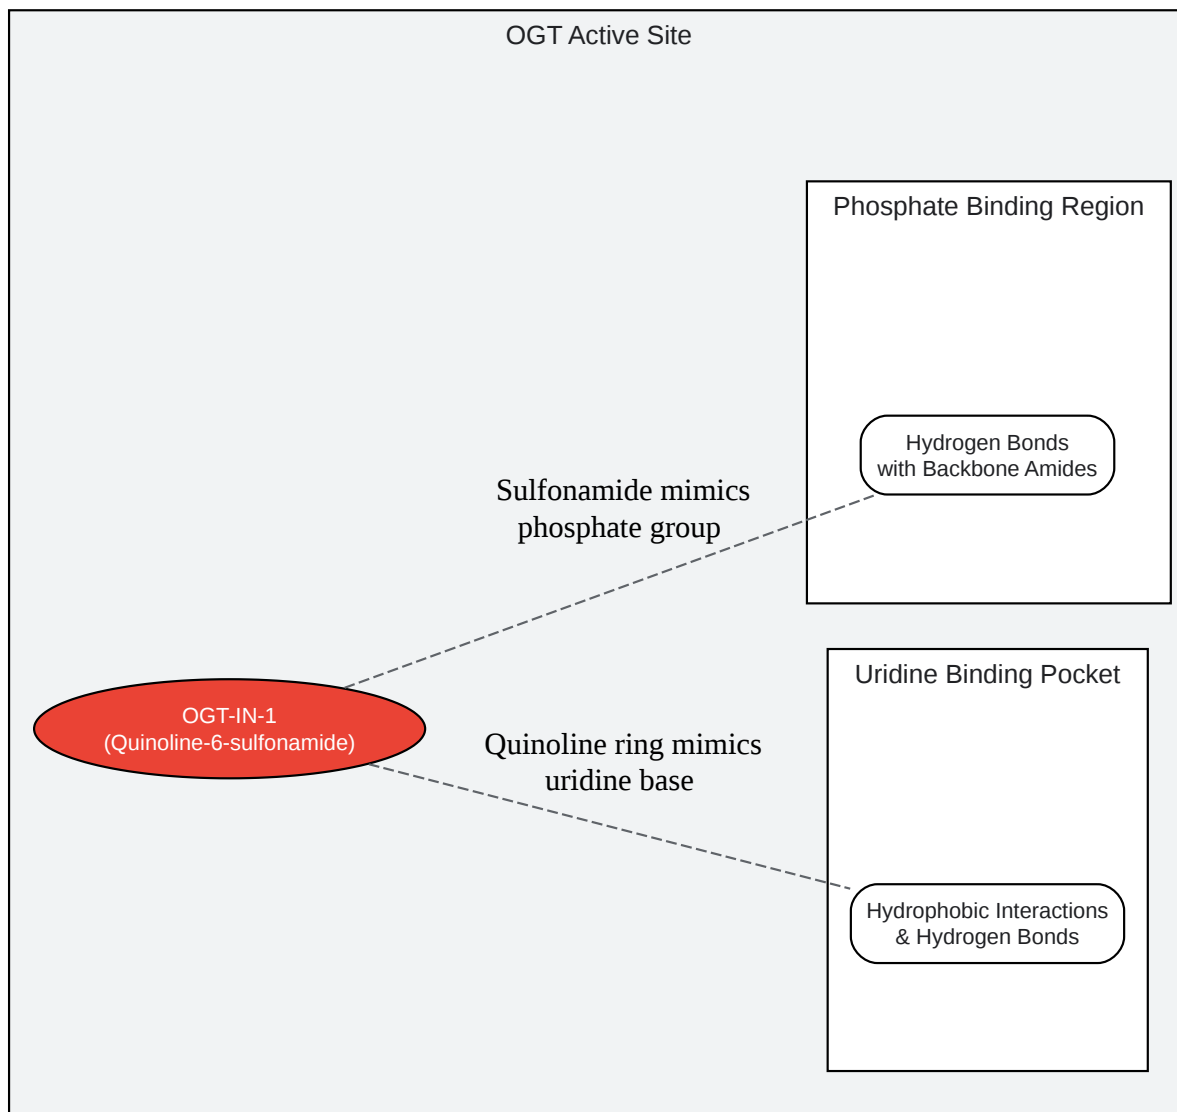 OGT Active Site
Phosphate Binding Region
Hydrogen Bonds
with Backbone Amides
Sulfonamide mimics
phosphate group
Uridine Binding Pocket
OGT-IN-1
(Quinoline-6-sulfonamide)
Quinoline ring mimics
uridine base
Hydrophobic Interactions
& Hydrogen Bonds